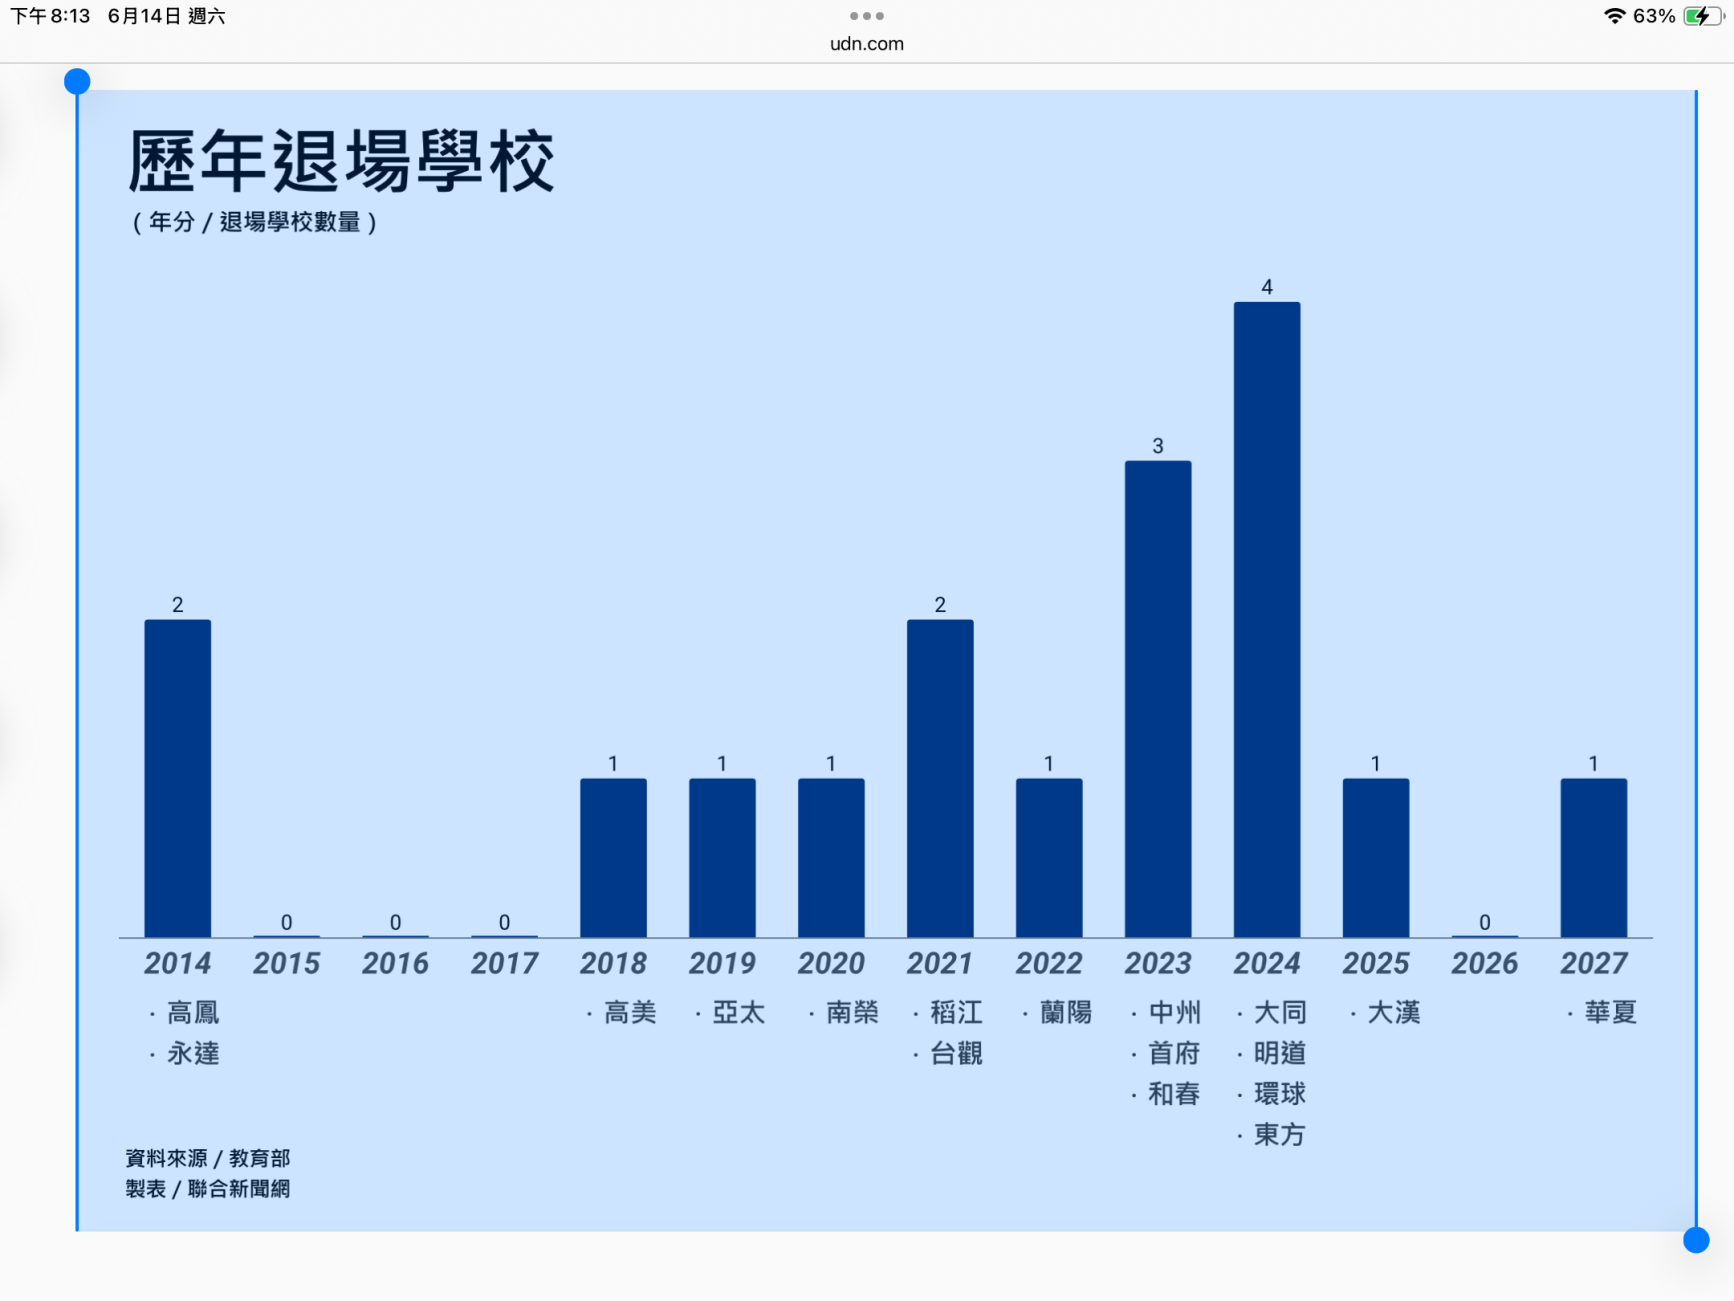 下午8:13 6月14日 週六
63%
udn.com
歷年退場學校
( 年分 / 退場學校數量 )
4
3
2
2
1
1
1
1
1
1
0
0
0
0
2014 2015 2016 2017 2018 2019 2020 2021 2022 2023 2024 2025 2026 2027
· 高鳳 · 高美 · 亞太 · 南榮 · 稻江 · 蘭陽 · 中州 · 大同 · 大漢 · 華夏
· 永達 · 台觀 · 首府 · 明道
· 和春 · 環球
· 東方
資料來源 / 教育部
製表 / 聯合新聞網